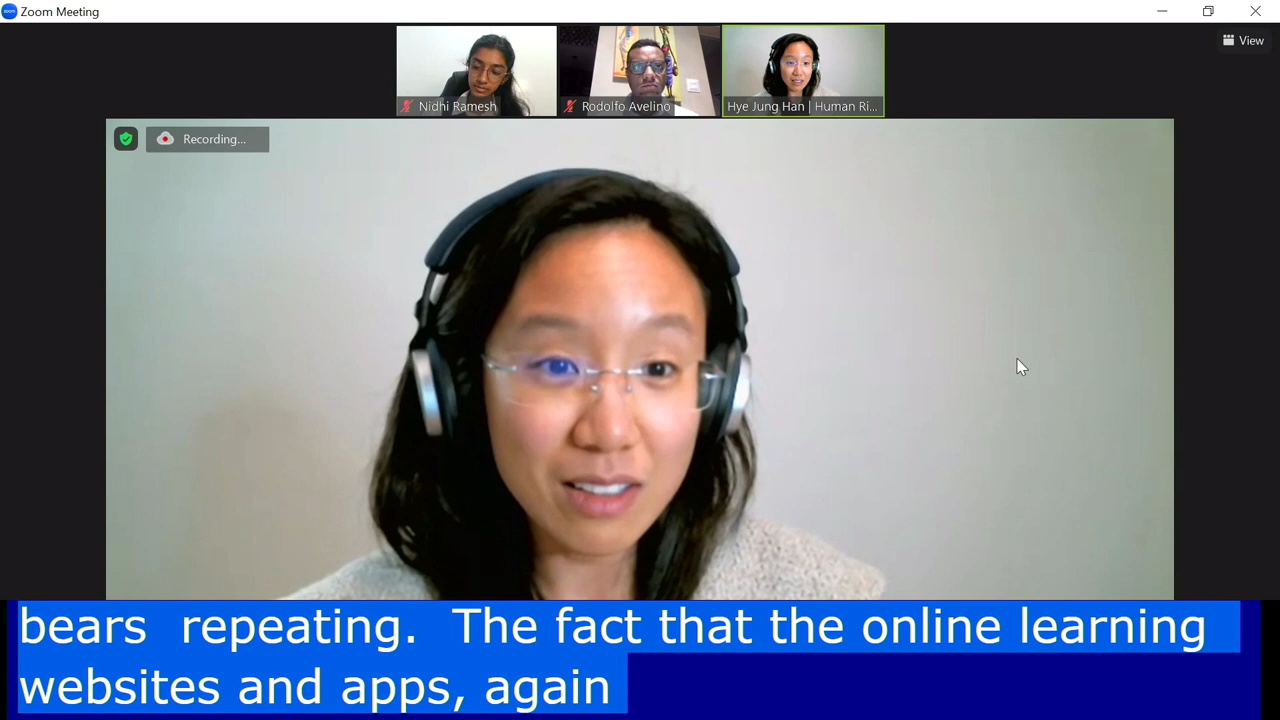 zoom
Zoom Meeting
View
Nidhi Ramesh
Rodolfo Avelino
Hye Jung Han | Human Ri...
Recording...
bears repeating. The fact that the online learning
websites and apps, again